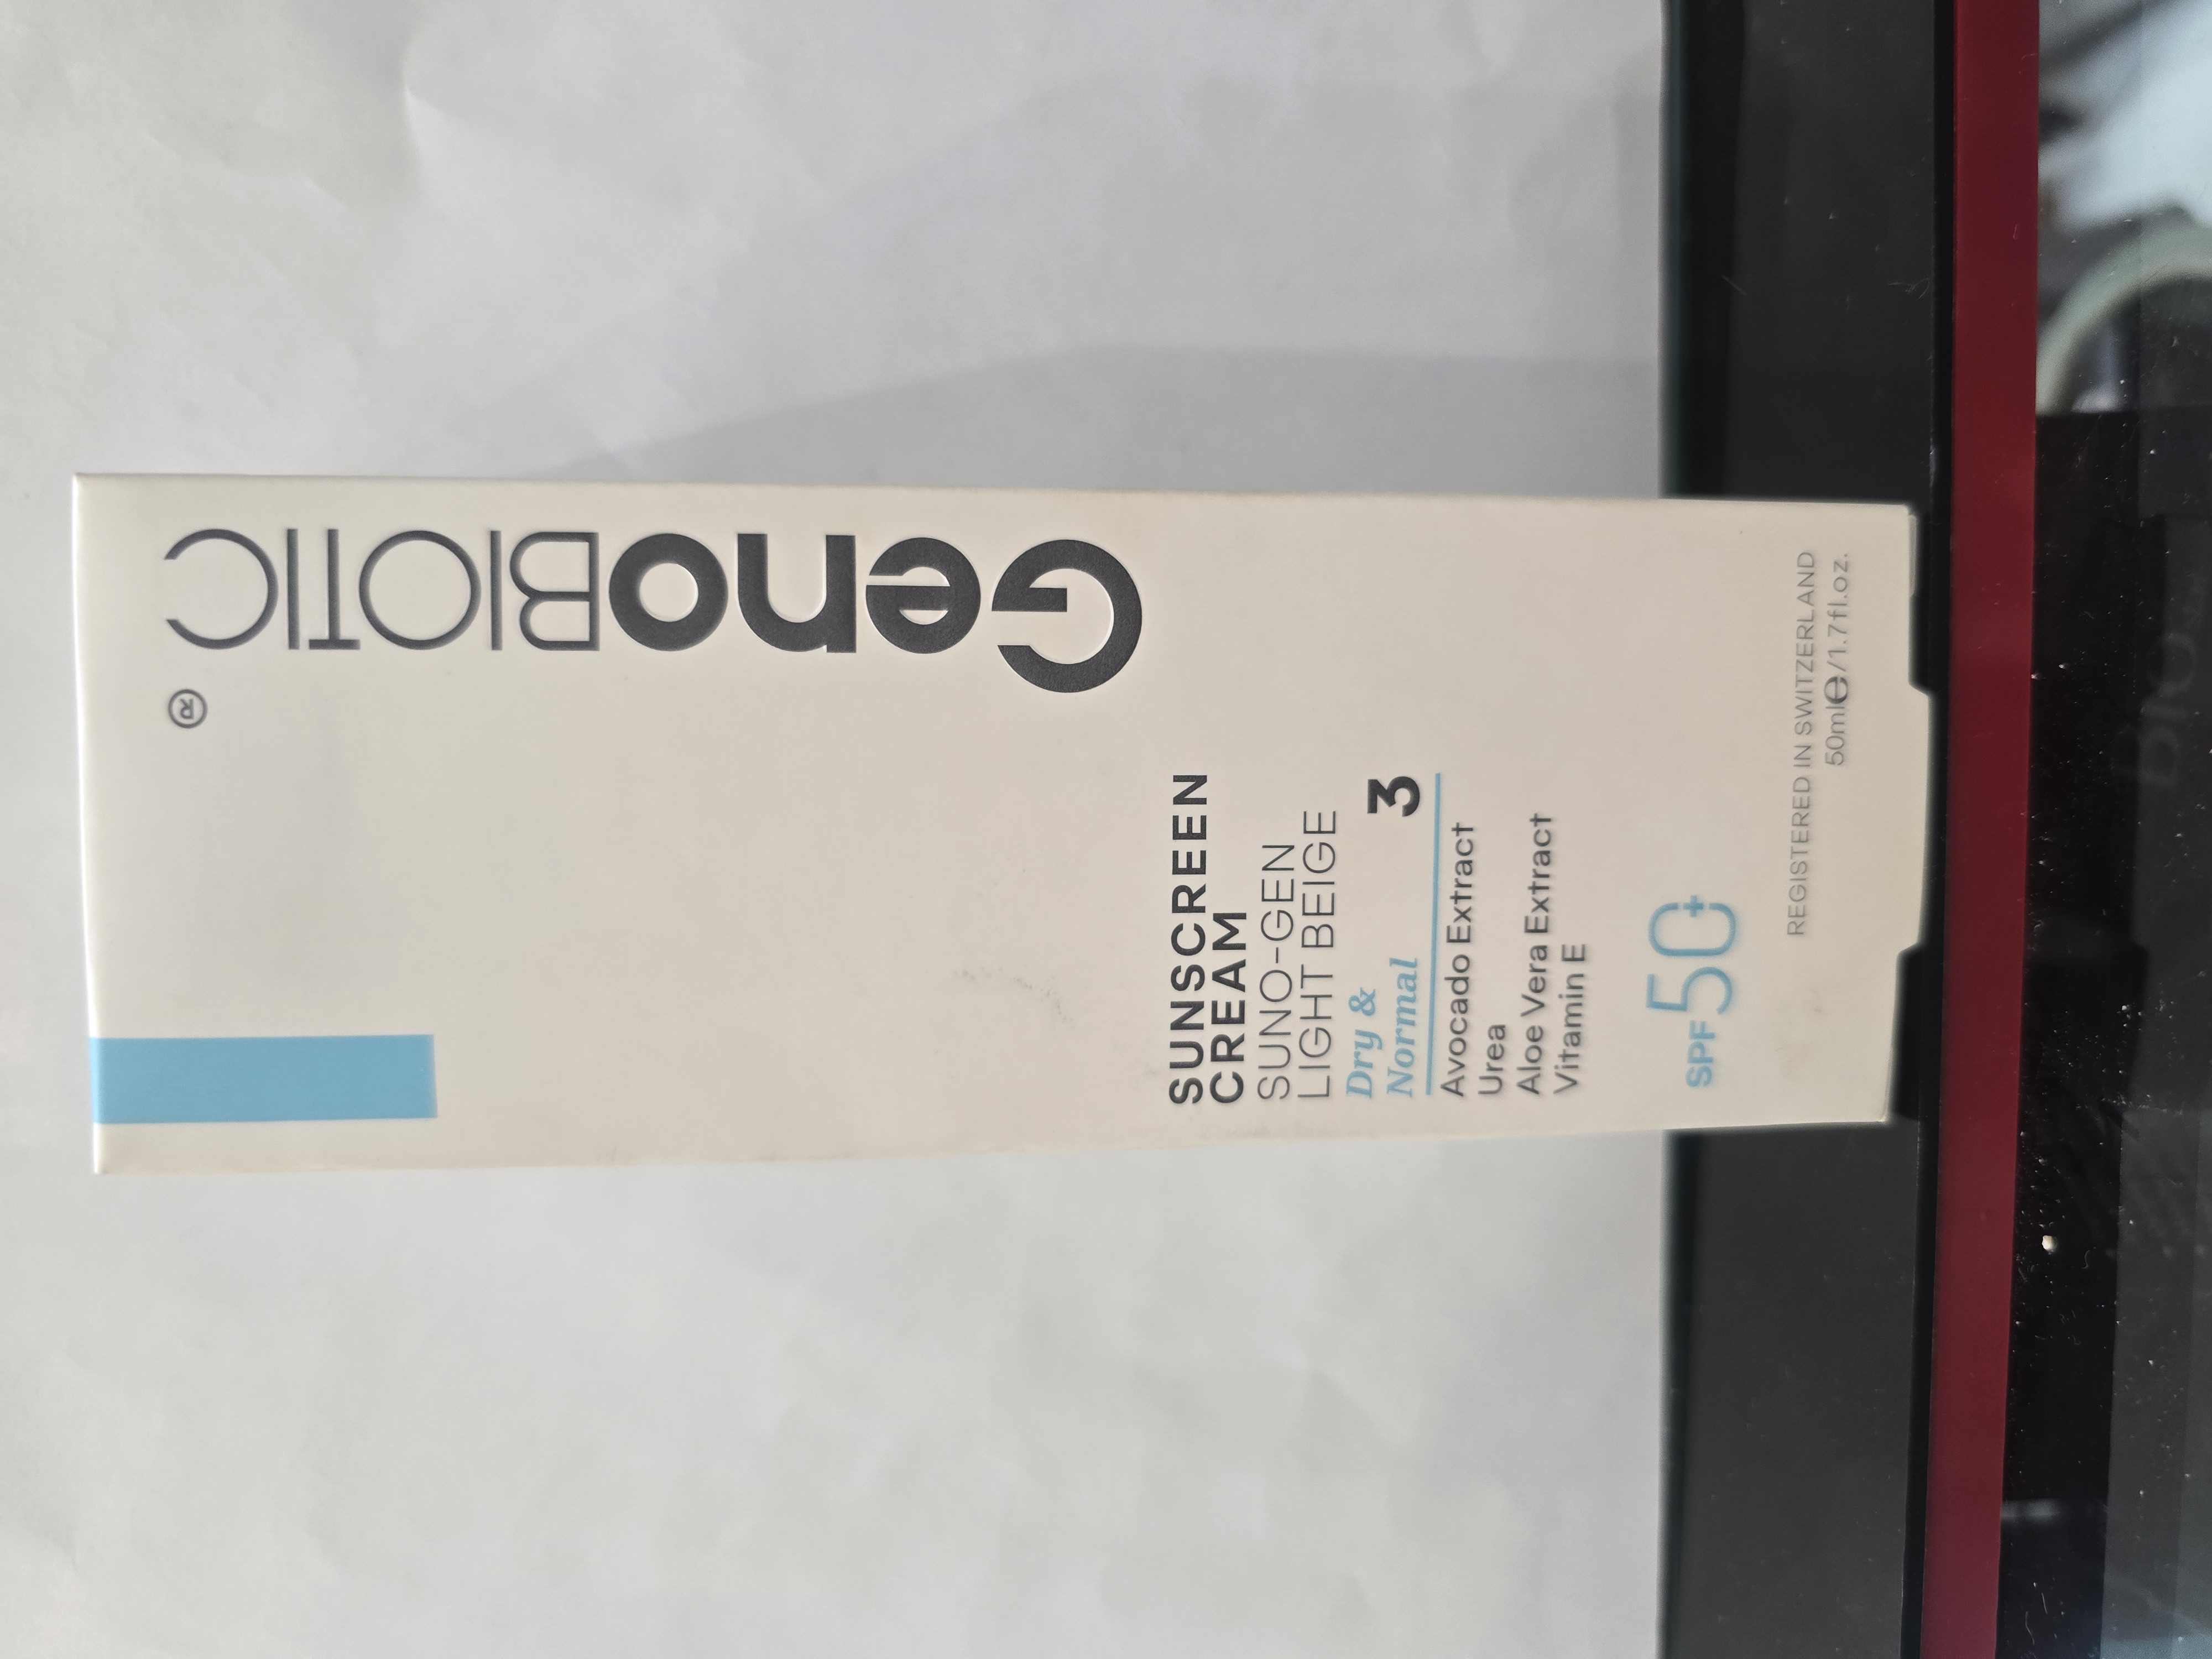 GenoBIOTIC
®
SUNSCREEN
CREAM
SUNO-GEN
LIGHT BEIGE
Dry &
Normal 3
Avocado Extract
Urea
Aloe Vera Extract
Vitamin E
SPF 50+
REGISTERED IN SWITZERLAND
50ml℮/1.7fl.oz.